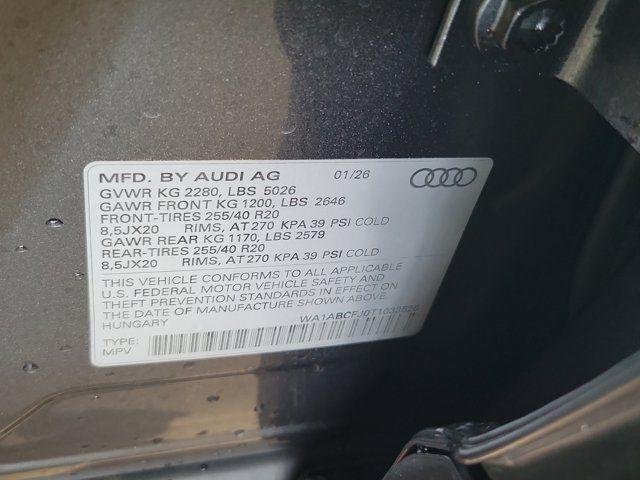 MFD. BY AUDI AG 01/26
GVWR KG 2280, LBS 5026
GAWR FRONT KG 1200, LBS 2646
FRONT-TIRES 255/40 R20
8,5JX20 RIMS, AT 270 KPA 39 PSI COLD
GAWR REAR KG 1170, LBS 2579
REAR-TIRES 255/40 R20
8,5JX20 RIMS, AT 270 KPA 39 PSI COLD
THIS VEHICLE CONFORMS TO ALL APPLICABLE
U.S. FEDERAL MOTOR VEHICLE SAFETY AND
THEFT PREVENTION STANDARDS IN EFFECT ON
THE DATE OF MANUFACTURE SHOWN ABOVE.
HUNGARY
TYPE:
MPV